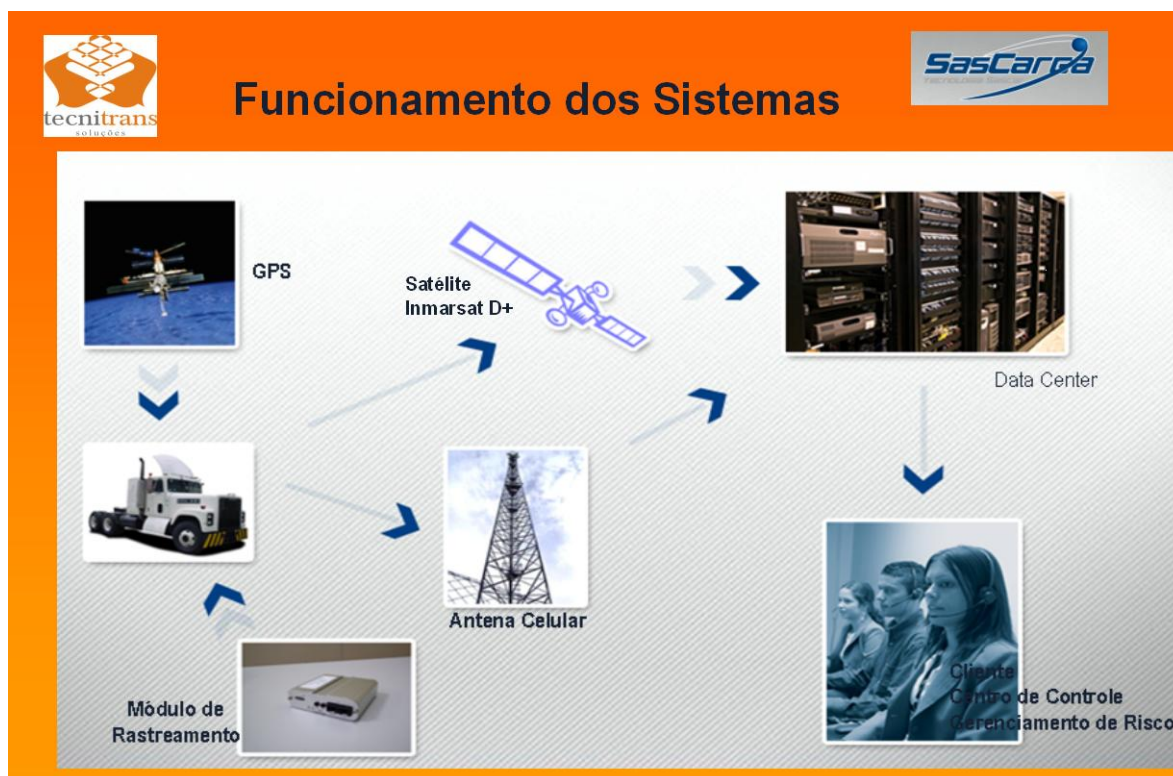 tecnitrans
soluções
SasCarga
Funcionamento dos Sistemas
GPS
Satélite
Inmarsat D+
Data Center
Antena Celular
Módulo de
Rastreamento
Cliente
Centro de Controle
Gerenciamento de Risco